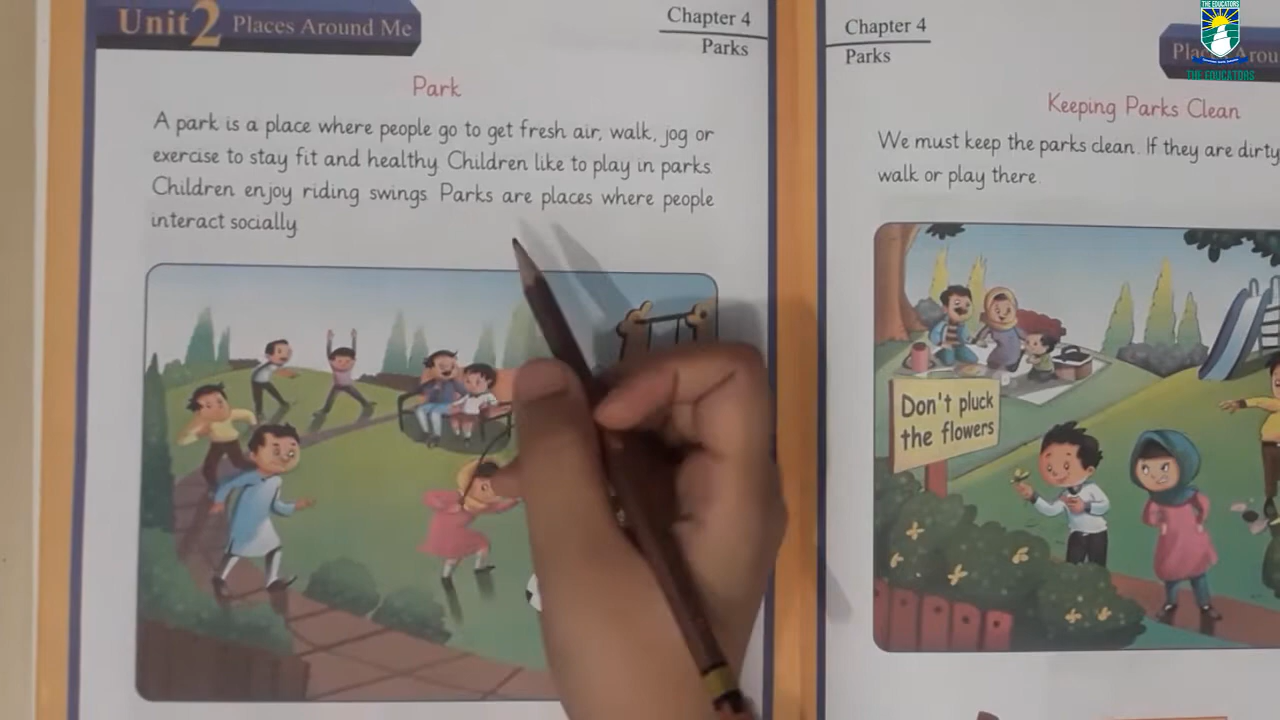 Unit 2 Places Around Me
Chapter 4
Parks
Park
A park is a place where people go to get fresh air, walk, jog or
exercise to stay fit and healthy. Children like to play in parks.
Children enjoy riding swings. Parks are places where people
interact socially.
Chapter 4
Parks
THE EDUCATORS
THE EDUCATORS
Keeping Parks Clean
We must keep the parks clean. If they are dirty
walk or play there.
Don't pluck
the flowers